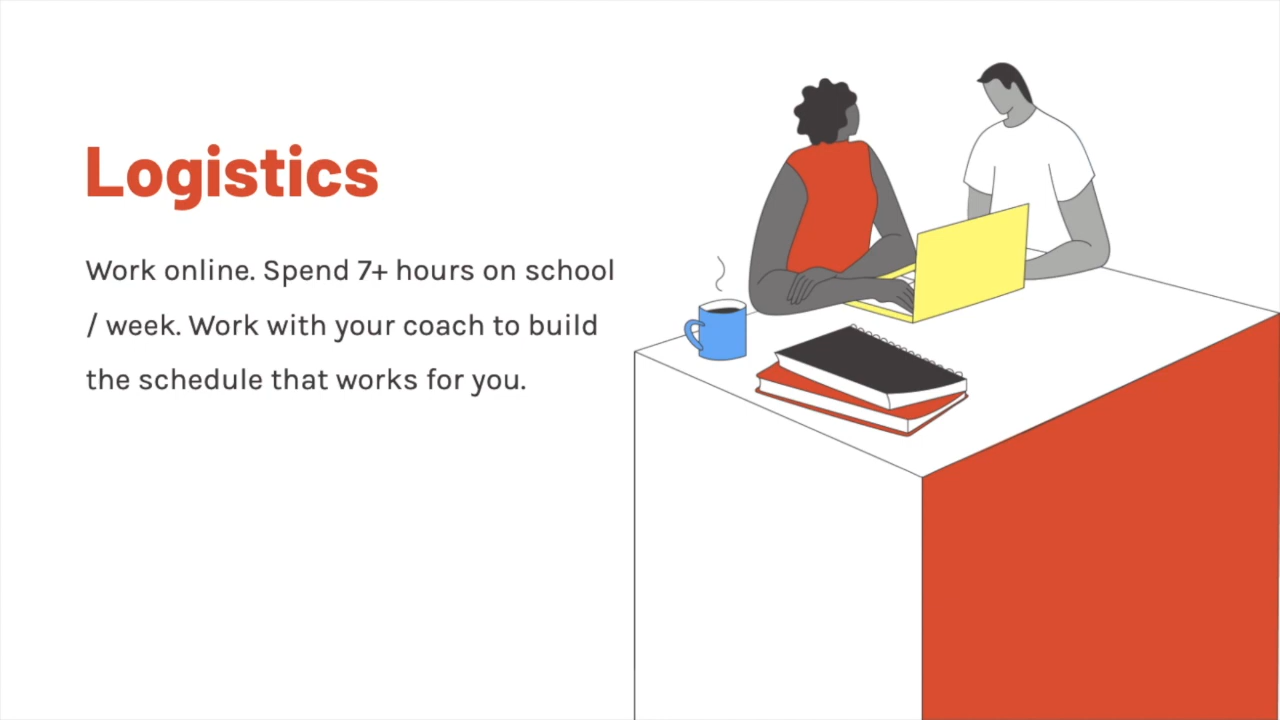 Logistics
Work online. Spend 7+ hours on school
/ week. Work with your coach to build
the schedule that works for you.